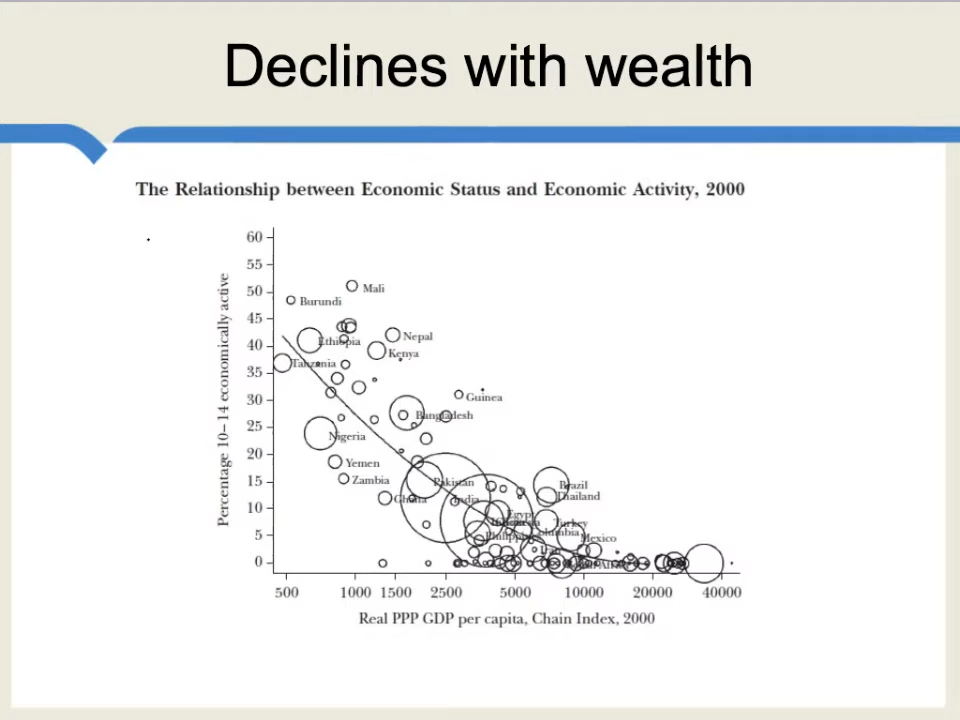 Declines with wealth
The Relationship between Economic Status and Economic Activity, 2000
Percentage 10–14 economically active
60
55
50
45
40
35
30
25
20
15
10
5
0
Mali
Burundi
Nepal
Ethiopia
Kenya
Tanzania
Guinea
Bangladesh
Nigeria
Yemen
Zambia
Pakistan
Brazil
Ghana
India
Thailand
Egypt
Turkey
Mexico
Iran
500 1000 1500 2500 5000 10000 20000 40000
Real PPP GDP per capita, Chain Index, 2000